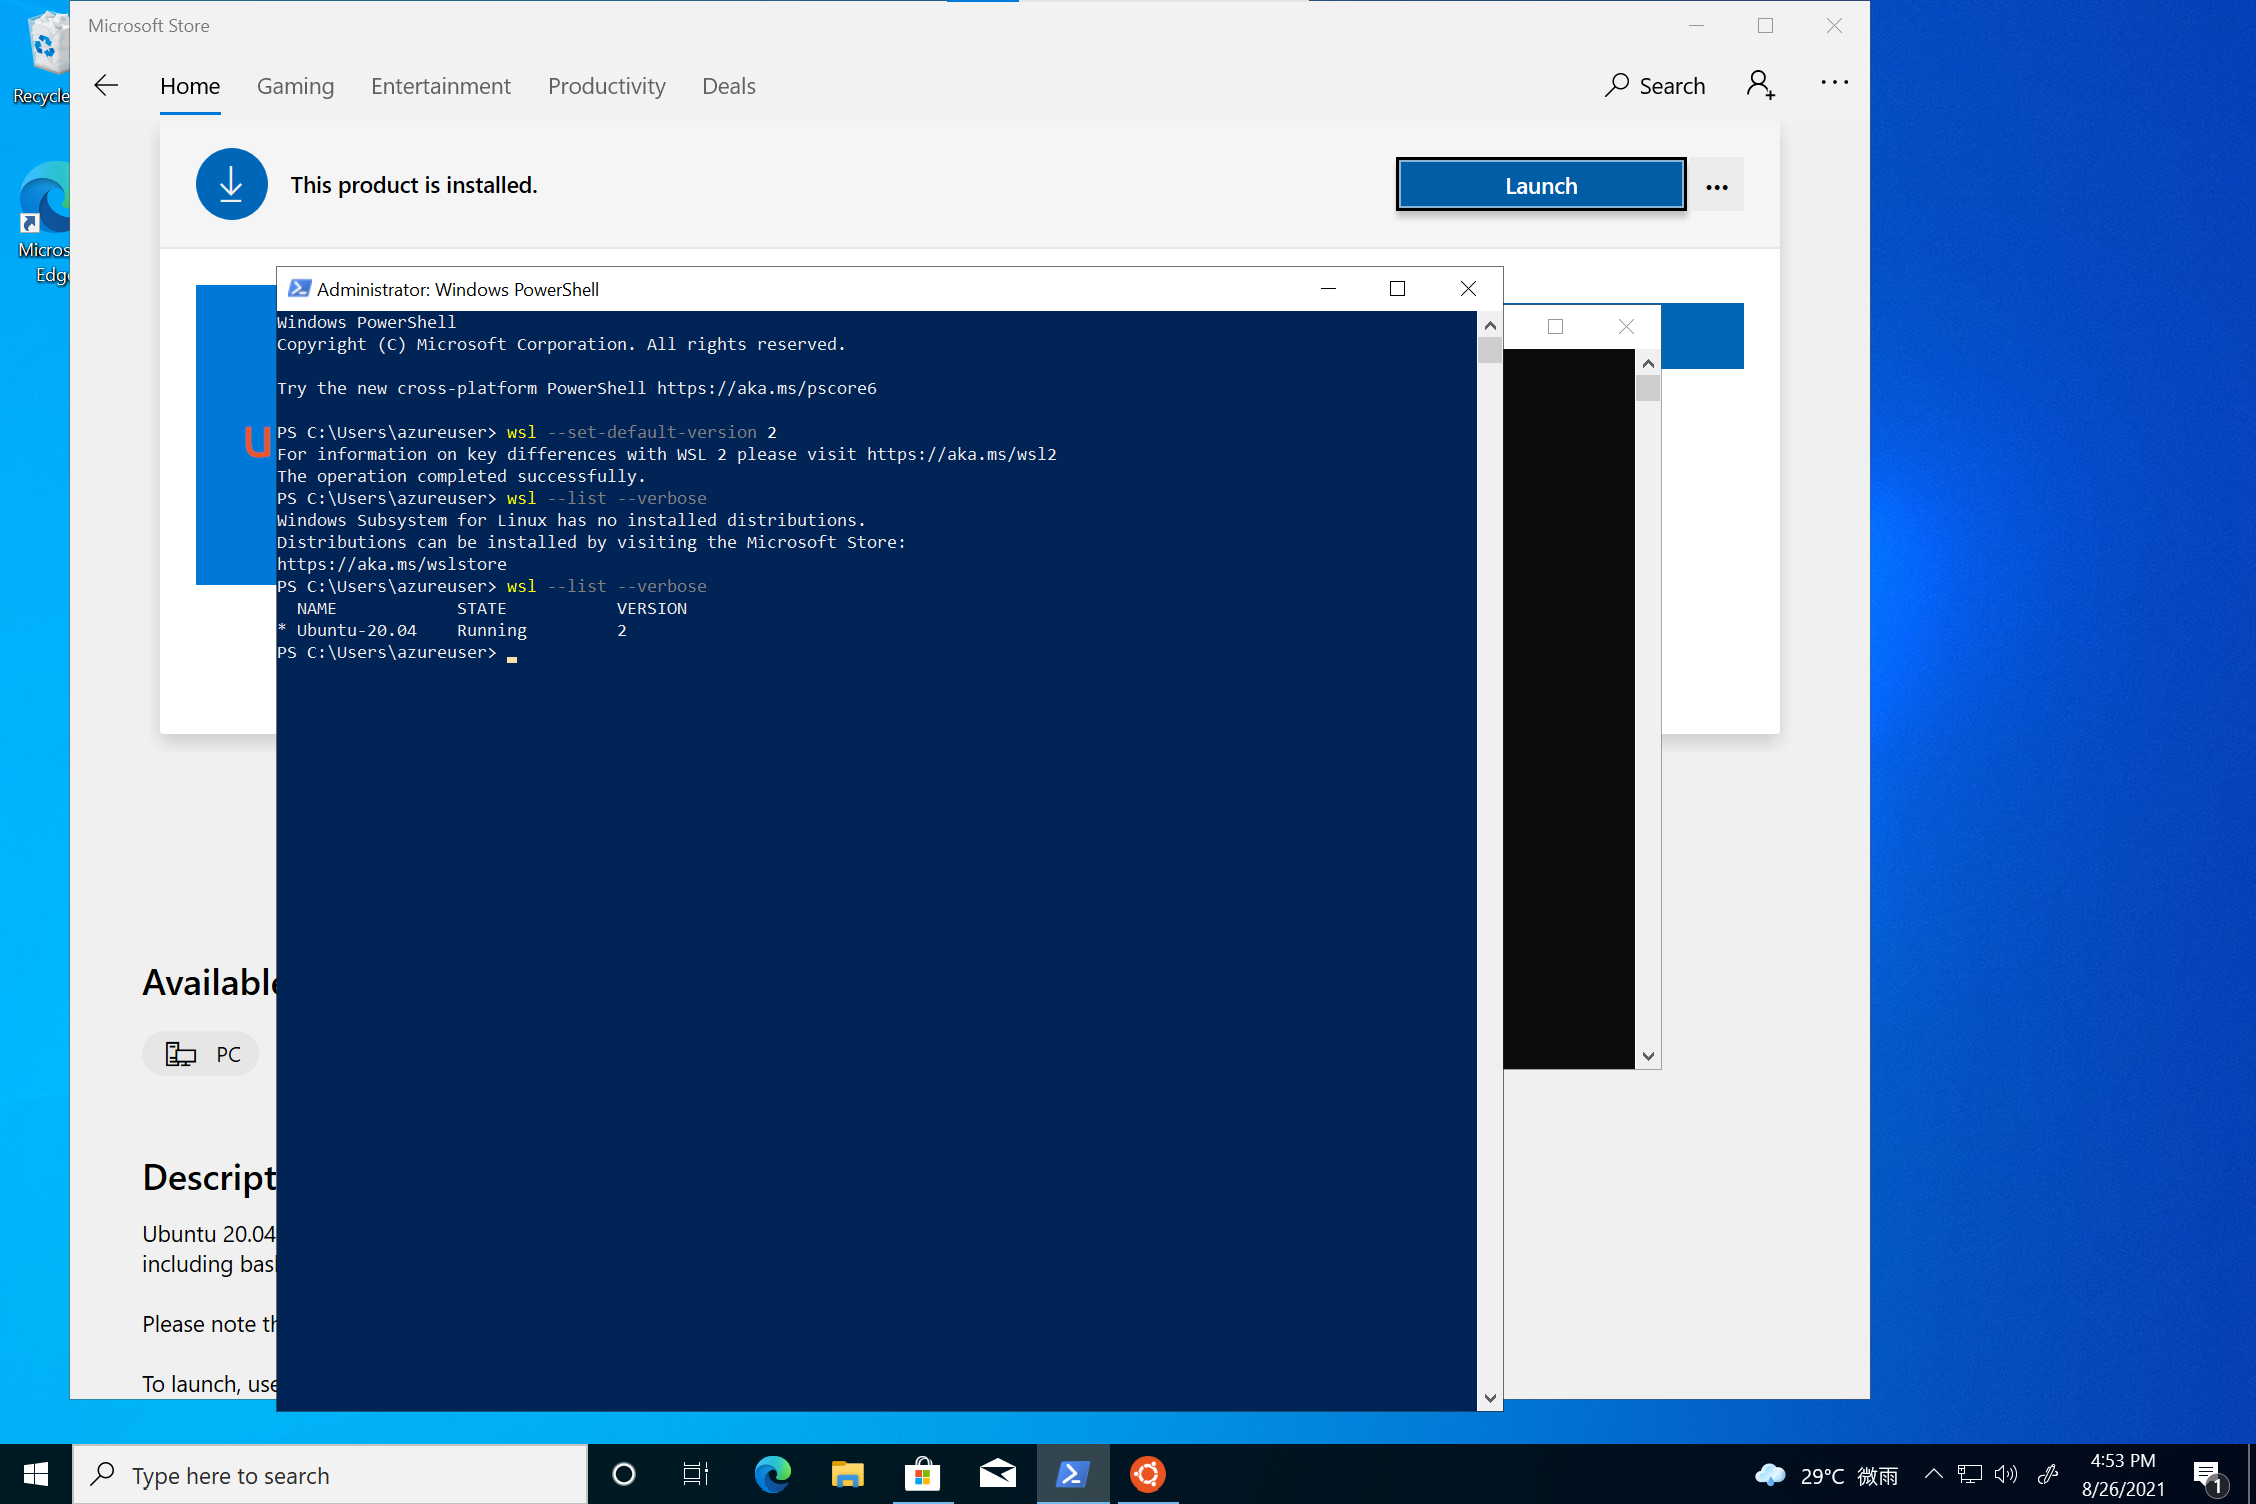 Microsoft Store
Home Gaming Entertainment Productivity Deals Search
This product is installed.
Launch
Administrator: Windows PowerShell
Windows PowerShell
Copyright (C) Microsoft Corporation. All rights reserved.
Try the new cross-platform PowerShell https://aka.ms/pscore6
PS C:\Users\azureuser> wsl --set-default-version 2
For information on key differences with WSL 2 please visit https://aka.ms/wsl2
The operation completed successfully.
PS C:\Users\azureuser> wsl --list --verbose
Windows Subsystem for Linux has no installed distributions.
Distributions can be installed by visiting the Microsoft Store:
https://aka.ms/wslstore
PS C:\Users\azureuser> wsl --list --verbose
NAME STATE VERSION
* Ubuntu-20.04 Running 2
PS C:\Users\azureuser>
Recycle
Micros
Edg
u
Available
PC
Descript
Ubuntu 20.04
including bas
Please note th
To launch, use
Type here to search
29°C 微雨
4:53 PM
8/26/2021
1